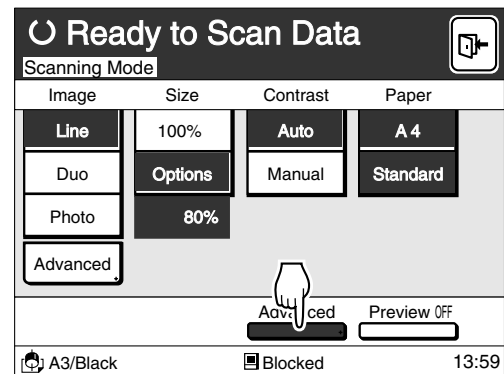 Ready to Scan Data
Scanning Mode
Image Size Contrast Paper
Line 100% Auto A4
Duo Options Manual Standard
Photo 80%
Advanced
Preview OFF
A3/Black Blocked 13:59